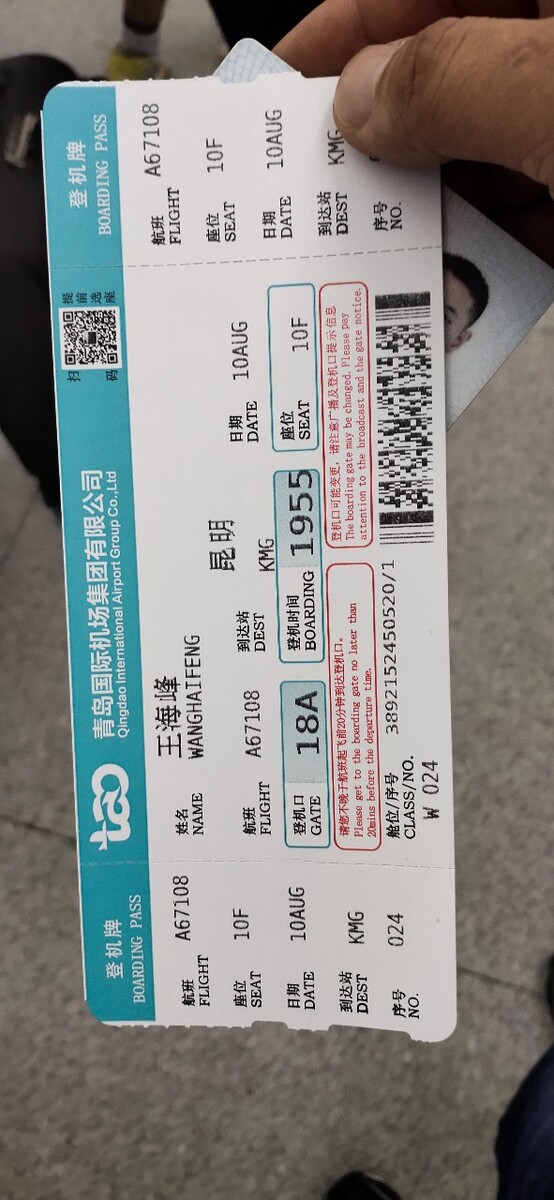 登机牌
BOARDING PASS
航班
FLIGHT
A67108
座位
SEAT
10F
日期
DATE
10AUG
到达站
DEST
KMG
序号
NO.
024
tao
青岛国际机场集团有限公司
Qingdao International Airport Group Co.,Ltd
扫码
提前选座
姓名
NAME
王海峰
WANGHAIFENG
航班
FLIGHT
A67108
到达站
DEST
昆明
KMG
日期
DATE
10AUG
登机口
GATE
18A
登机时间
BOARDING
1955
座位
SEAT
10F
请您不晚于航班起飞前20分钟到达登机口。
Please get to the boarding gate no later than
20mins before the departure time.
登机口可能变更，请注意广播及登机口提示信息
The boarding gate may be changed. Please pay
attention to the broadcast and the gate notice.
舱位/序号
CLASS/NO.
W 024
3892152450520/1
登机牌
BOARDING PASS
航班
FLIGHT
A67108
座位
SEAT
10F
日期
DATE
10AUG
到达站
DEST
KMG
序号
NO.